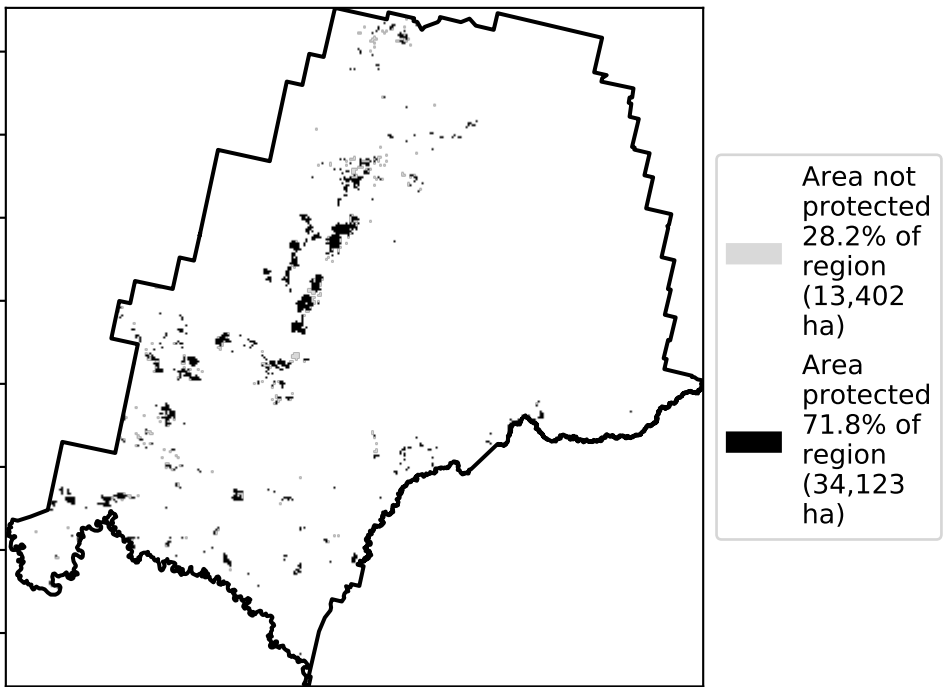 Area not
protected
28.2% of
region
(13,402
ha)
Area
protected
71.8% of
region
(34,123
ha)